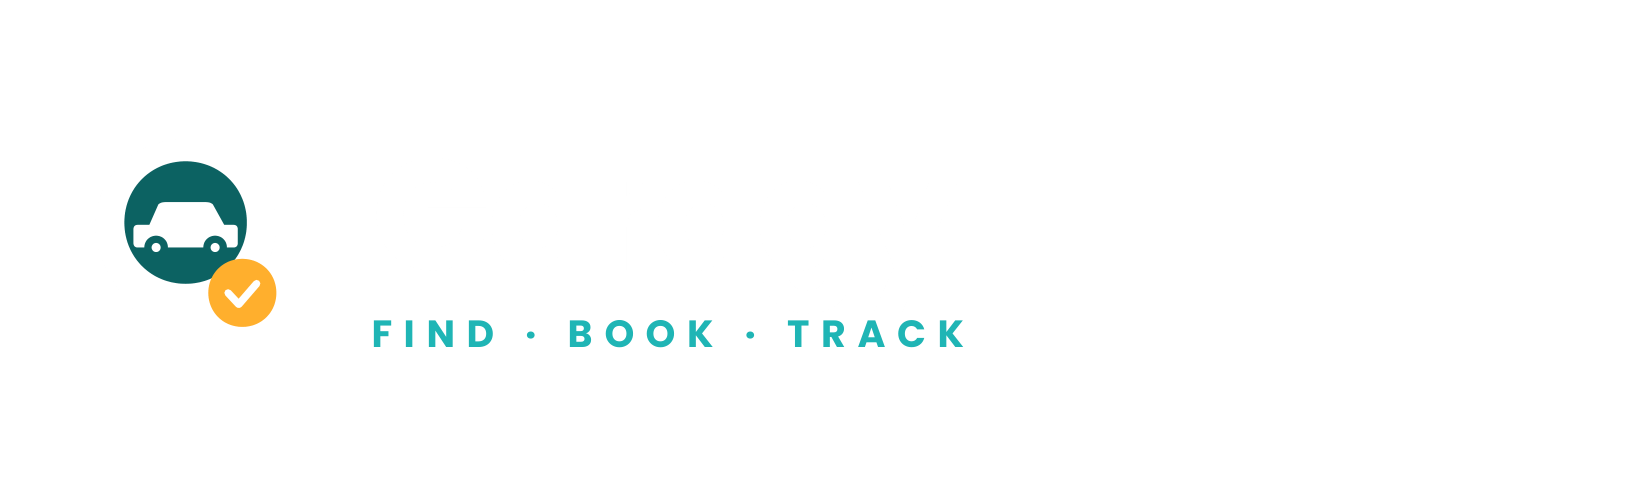 FIND · BOOK · TRACK